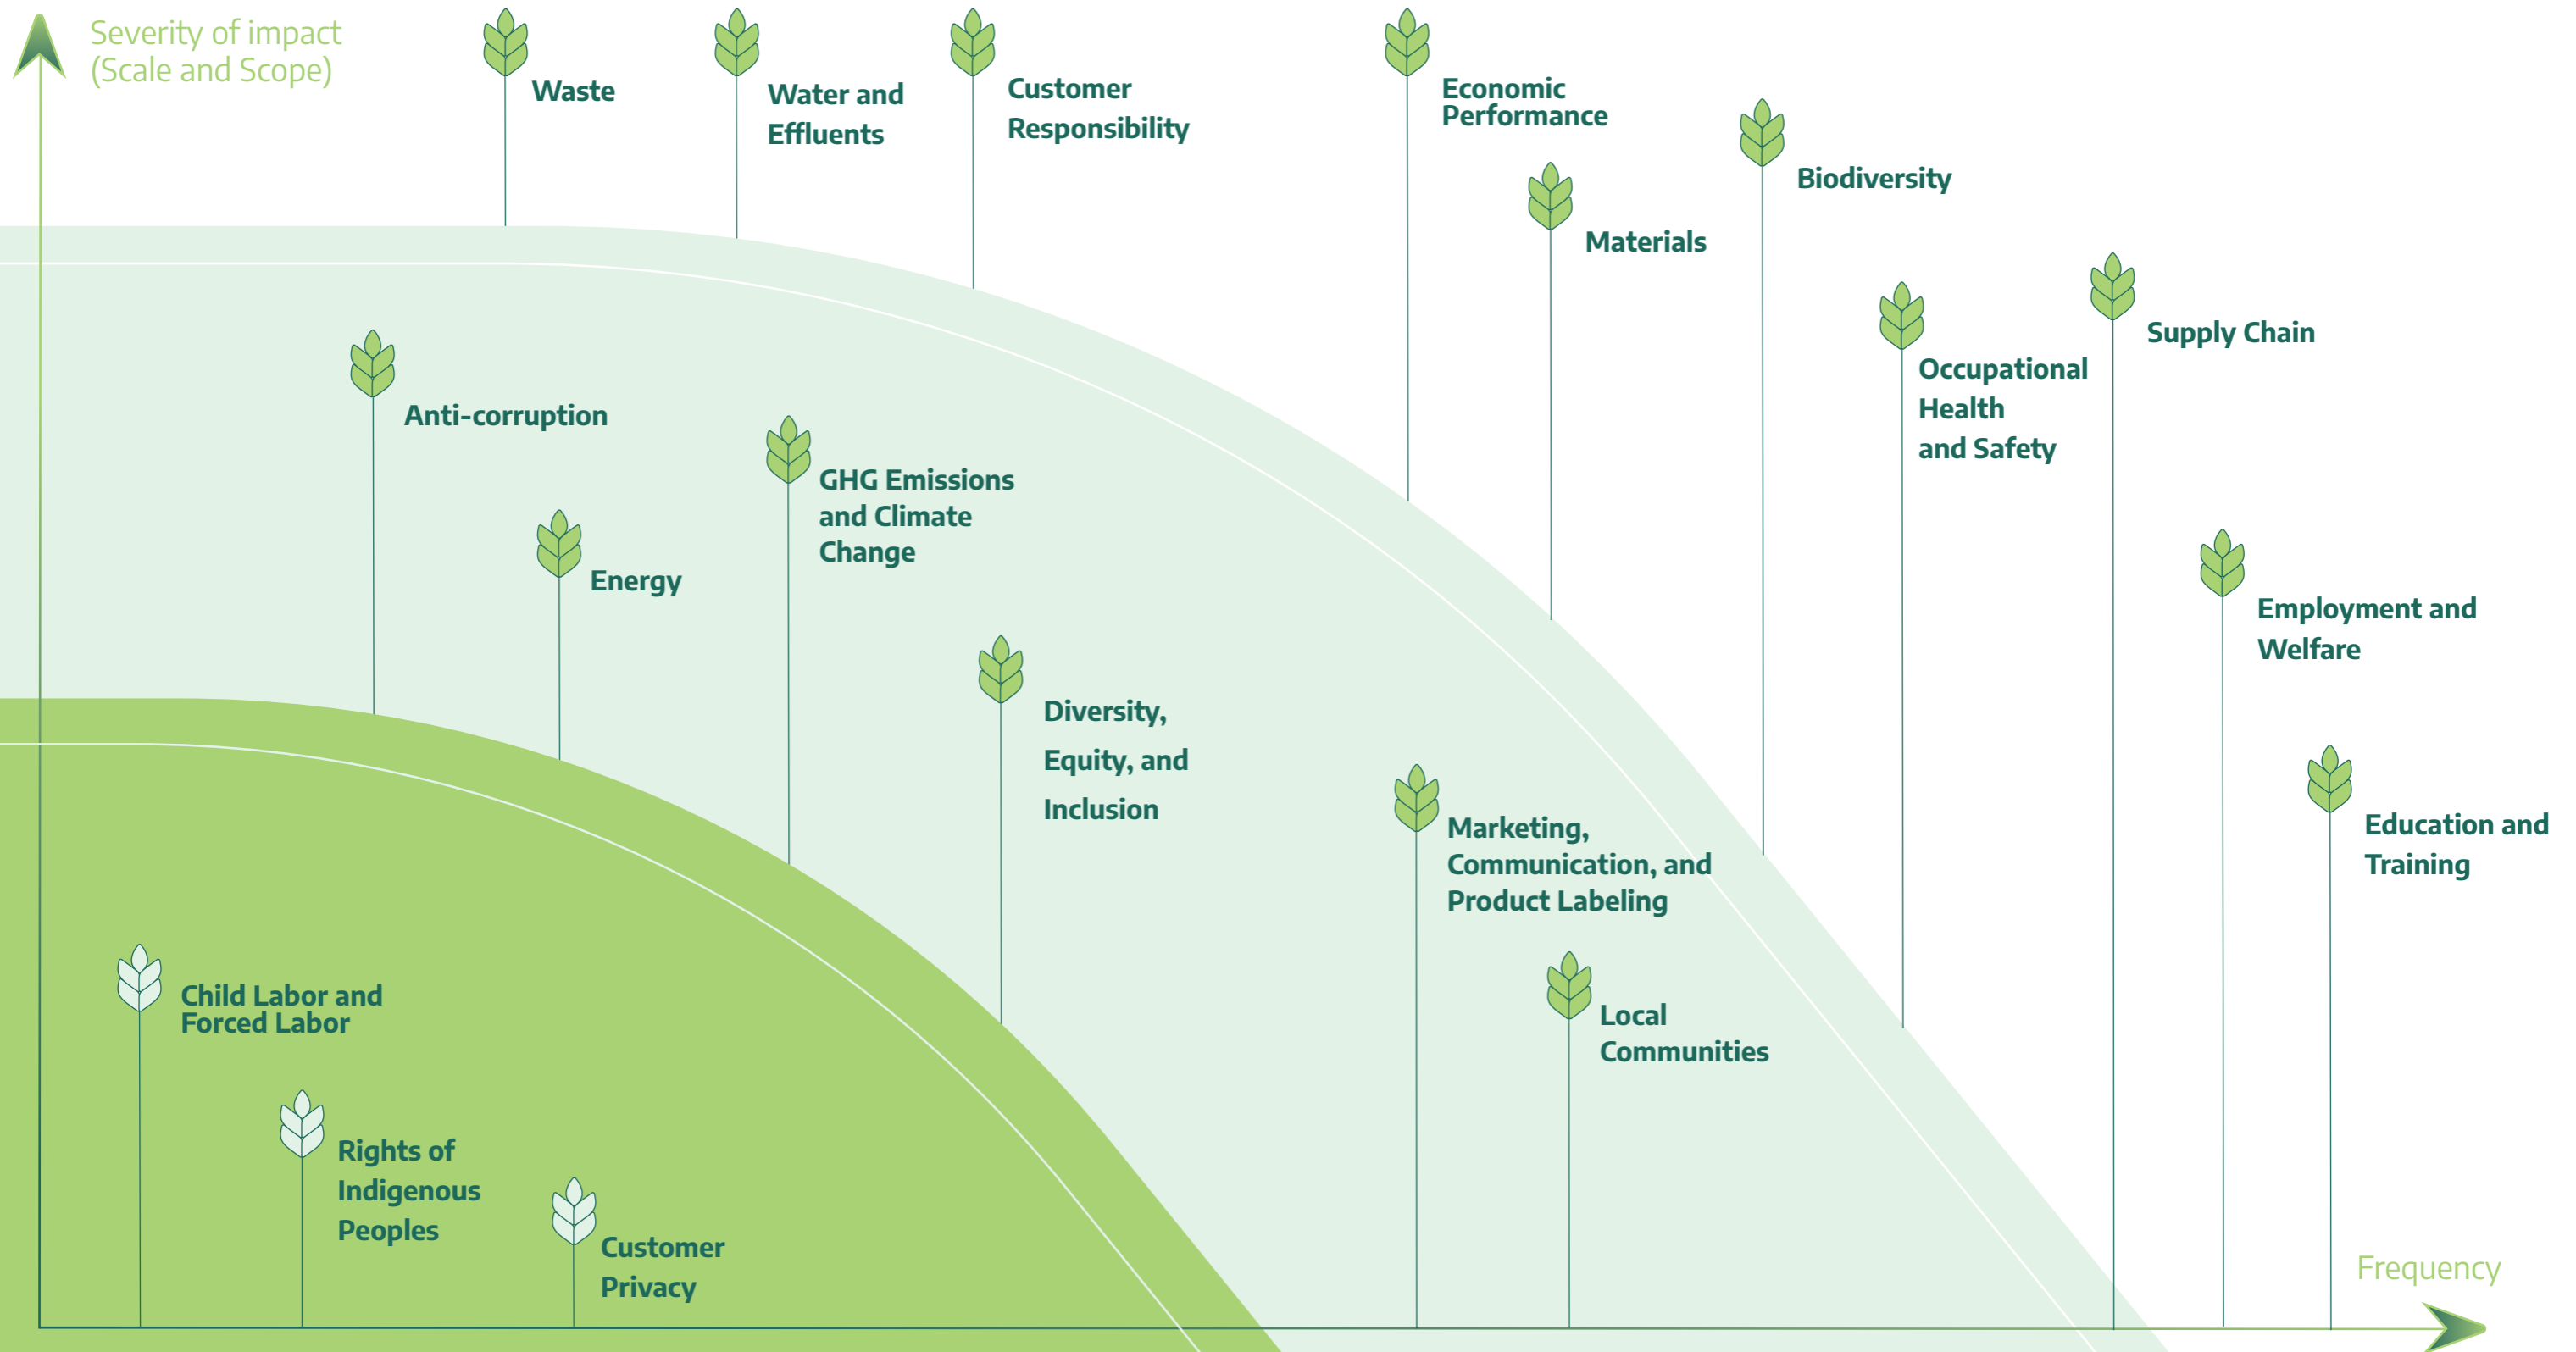 Severity of impact
(Scale and Scope)
Waste
Water and
Effluents
Customer
Responsibility
Economic
Performance
Biodiversity
Materials
Supply Chain
Occupational
Health
and Safety
Anti-corruption
GHG Emissions
and Climate
Change
Energy
Employment and
Welfare
Diversity,
Equity, and
Inclusion
Marketing,
Communication, and
Product Labeling
Education and
Training
Child Labor and
Forced Labor
Local
Communities
Rights of
Indigenous
Peoples
Customer
Privacy
Frequency